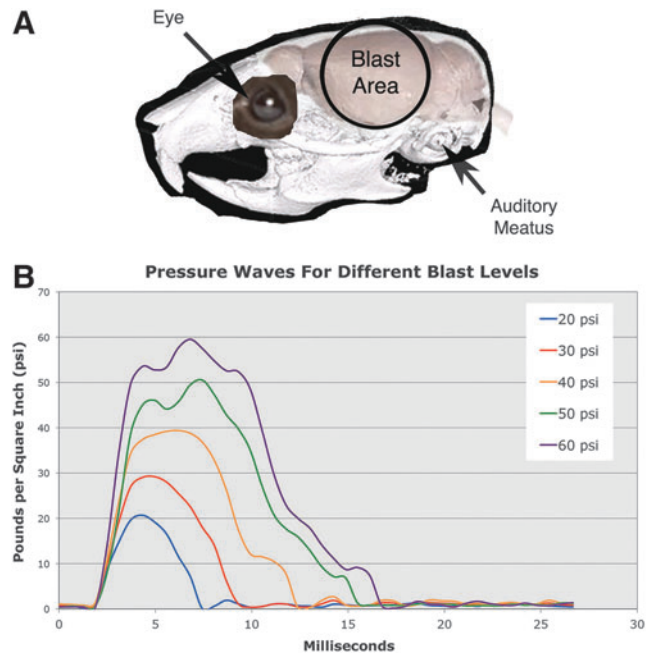 A
Eye
Blast
Area
Auditory
Meatus
B
Pressure Waves For Different Blast Levels
Pounds per Square Inch (psi)
70
60
50
40
30
20
10
0
20 psi
30 psi
40 psi
50 psi
60 psi
0
5
10
15
20
25
30
Milliseconds